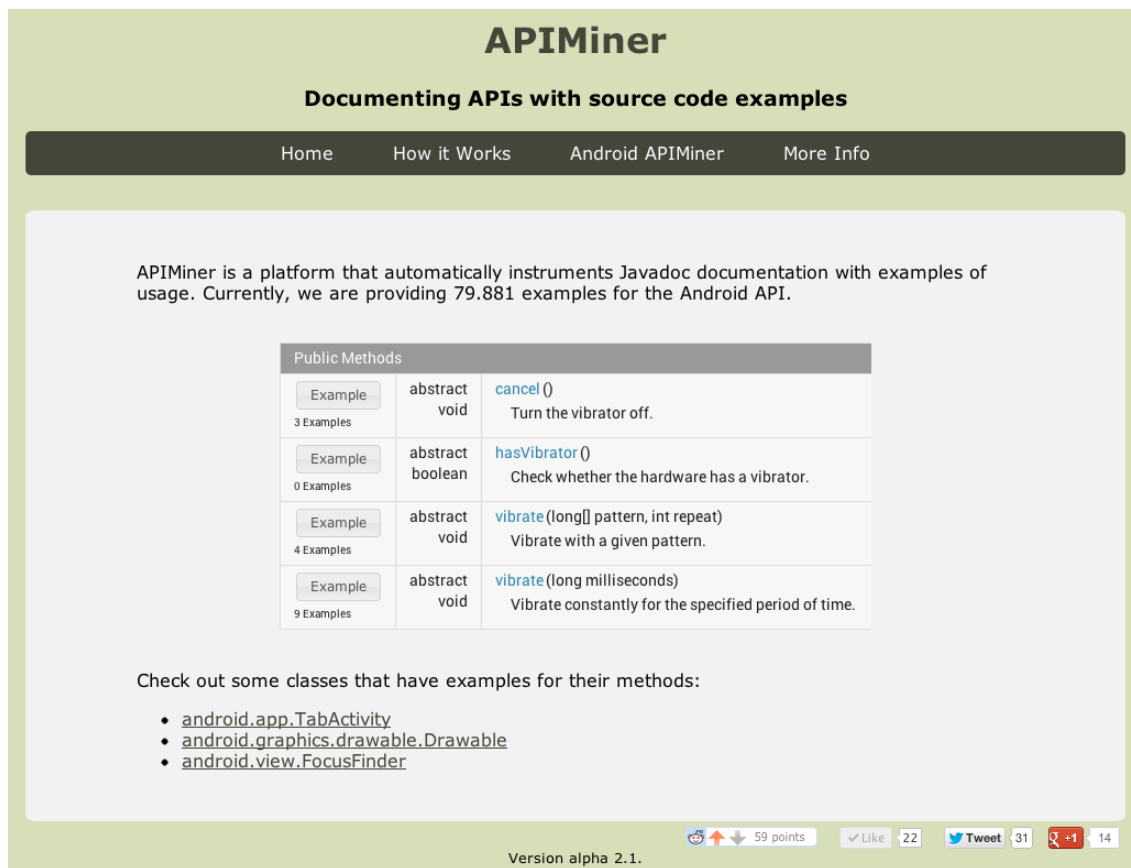 APIMiner
Documenting APIs with source code examples
Home How it Works Android APIMiner More Info
APIMiner is a platform that automatically instruments Javadoc documentation with examples of
usage. Currently, we are providing 79.881 examples for the Android API.
Public Methods
Example abstract cancel ()
3 Examples void Turn the vibrator off.
Example abstract hasVibrator ()
0 Examples boolean Check whether the hardware has a vibrator.
Example abstract vibrate (long[] pattern, int repeat)
4 Examples void Vibrate with a given pattern.
Example abstract vibrate (long milliseconds)
9 Examples void Vibrate constantly for the specified period of time.
Check out some classes that have examples for their methods:
• android.app.TabActivity
• android.graphics.drawable.Drawable
• android.view.FocusFinder
59 points Like 22 Tweet 31 g +1 14
Version alpha 2.1.